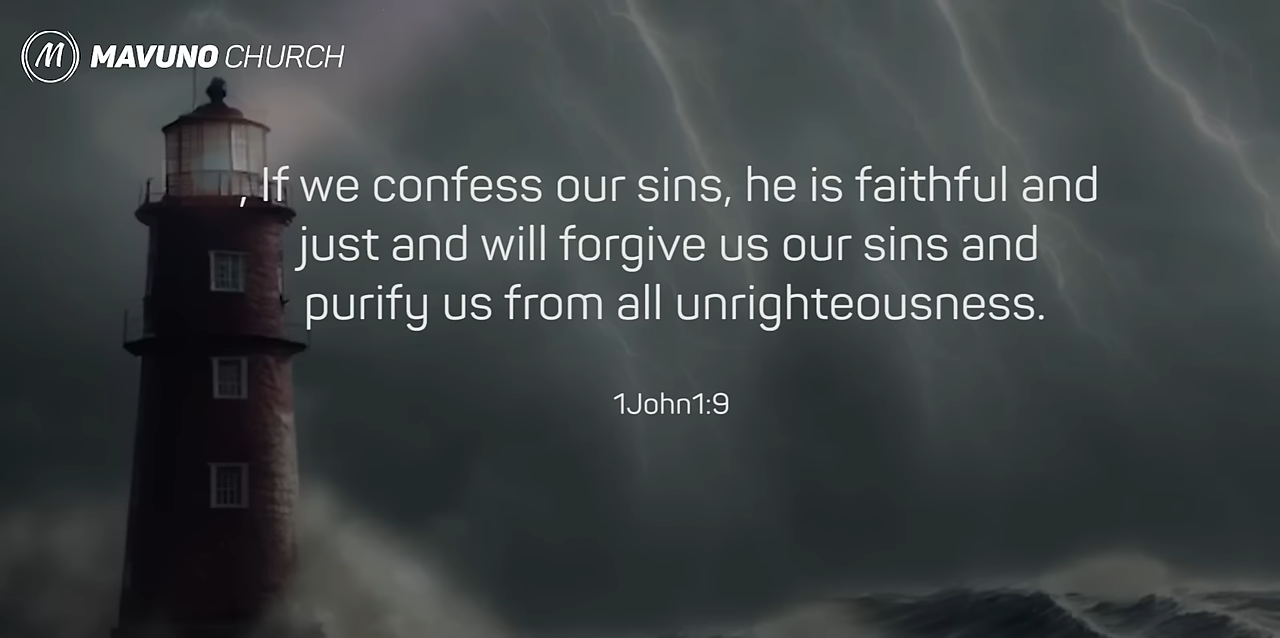 M MAVUNO CHURCH
, If we confess our sins, he is faithful and
just and will forgive us our sins and
purify us from all unrighteousness.
1John1:9